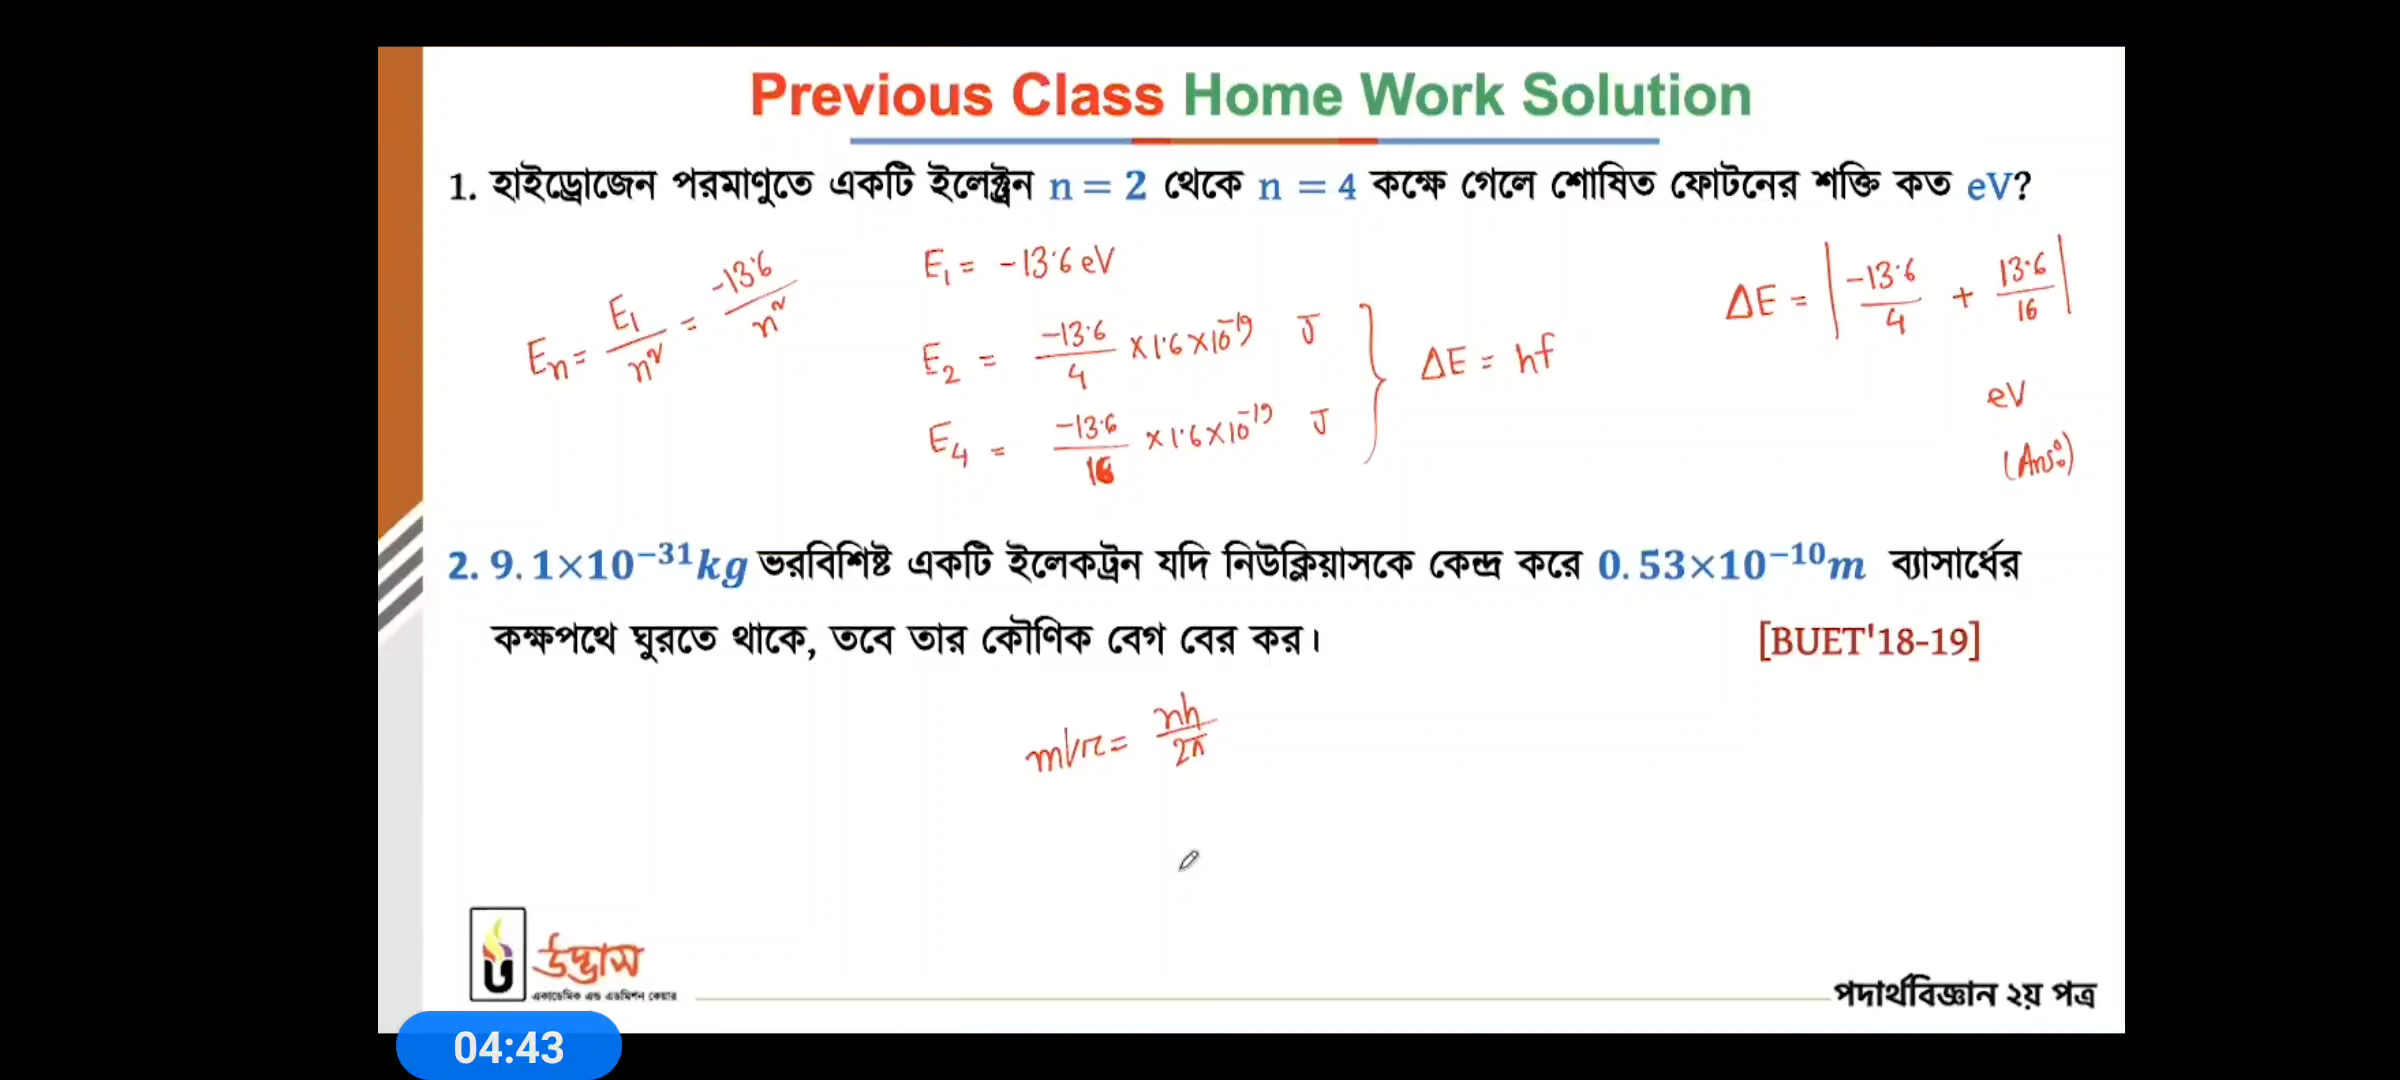 Previous Class Home Work Solution
1. হাইড্রোজেন পরমাণুতে একটি ইলেক্ট্রন n = 2 থেকে n = 4 কক্ষে গেলে শোষিত ফোটনের শক্তি কত eV?
En = E₁/n² = -13.6/n²
E₁ = -13.6 eV
E₂ = -13.6/4 × 1.6 × 10⁻¹⁹ J
E₄ = -13.6/16 × 1.6 × 10⁻¹⁹ J
ΔE = hf
ΔE = | -13.6/4 + 13.6/16 |
eV
(Ans:)
2. 9.1×10⁻³¹kg ভরবিশিষ্ট একটি ইলেকট্রন যদি নিউক্লিয়াসকে কেন্দ্র করে 0.53×10⁻¹⁰m ব্যাসার্ধের
কক্ষপথে ঘুরতে থাকে, তবে তার কৌণিক বেগ বের কর। [BUET'18-19]
mvr = nh/2π
উদ্ভাস
একাডেমিক এন্ড এডমিশন কেয়ার
পদার্থবিজ্ঞান ২য় পত্র
04:43